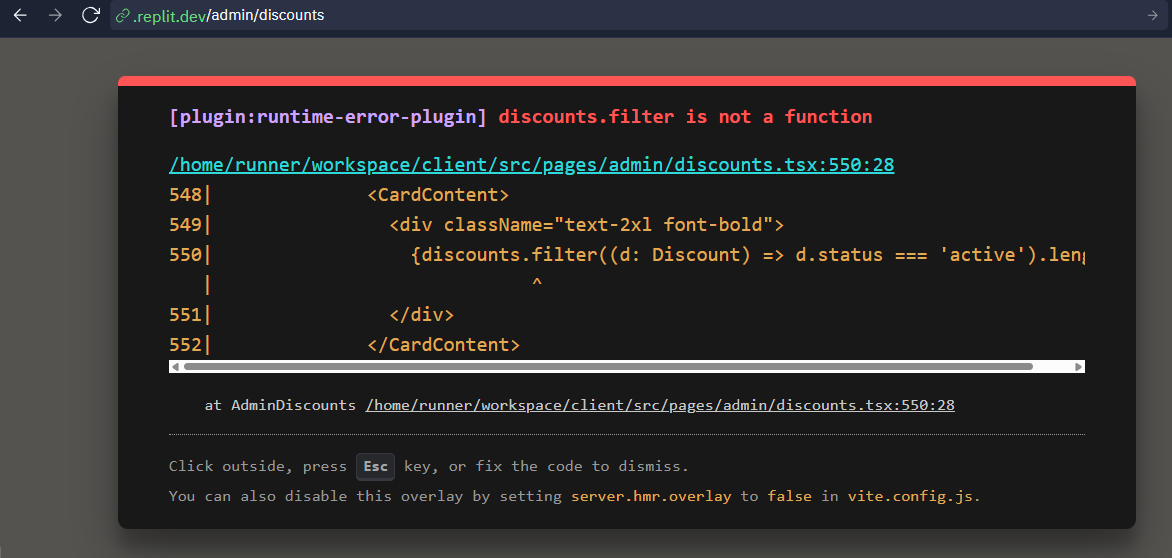 .replit.dev/admin/discounts
[plugin:runtime-error-plugin] discounts.filter is not a function
/home/runner/workspace/client/src/pages/admin/discounts.tsx:550:28
548|              <CardContent>
549|                <div className="text-2xl font-bold">
550|                  {discounts.filter((d: Discount) => d.status === 'active').leng
   |                             ^
551|                </div>
552|              </CardContent>
at AdminDiscounts /home/runner/workspace/client/src/pages/admin/discounts.tsx:550:28
Click outside, press Esc key, or fix the code to dismiss.
You can also disable this overlay by setting server.hmr.overlay to false in vite.config.js.